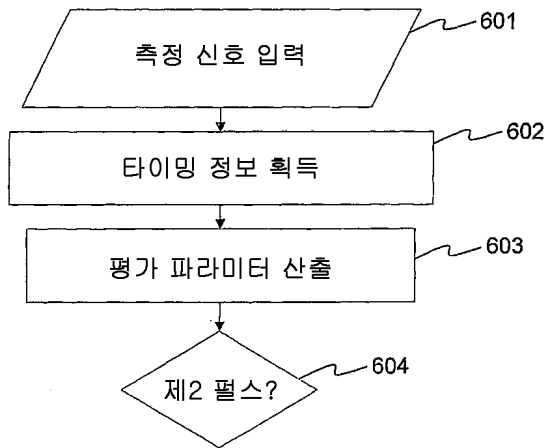 측정 신호 입력
601
타이밍 정보 획득
602
평가 파라미터 산출
603
제2 펄스?
604